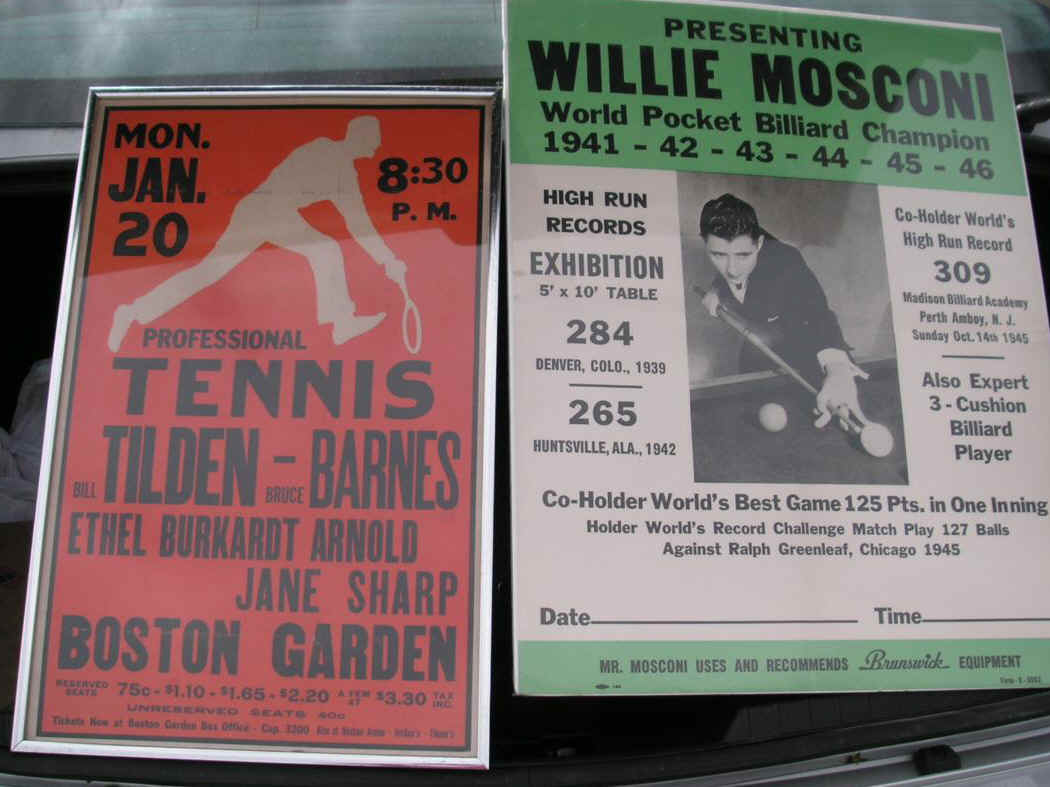 MON.
JAN.
20
8:30
P. M.
PROFESSIONAL
TENNIS
BILL TILDEN - BRUCE BARNES
ETHEL BURKARDT ARNOLD
JANE SHARP
BOSTON GARDEN
RESERVED SEATS 75c - $1.10 - $1.65 - $2.20 A FEW AT $3.30 TAX INC.
UNRESERVED SEATS 40c
Tickets Now at Boston Garden Box Office - Cap. 3200
PRESENTING
WILLIE MOSCONI
World Pocket Billiard Champion
1941 - 42 - 43 - 44 - 45 - 46
HIGH RUN
RECORDS
EXHIBITION
5' x 10' TABLE
284
DENVER, COLO., 1939
265
HUNTSVILLE, ALA., 1942
Co-Holder World's
High Run Record
309
Madison Billiard Academy
Perth Amboy, N. J.
Sunday Oct. 14th 1945
Also Expert
3 - Cushion
Billiard
Player
Co-Holder World's Best Game 125 Pts. in One Inning
Holder World's Record Challenge Match Play 127 Balls
Against Ralph Greenleaf, Chicago 1945
Date Time
MR. MOSCONI USES AND RECOMMENDS Brunswick EQUIPMENT